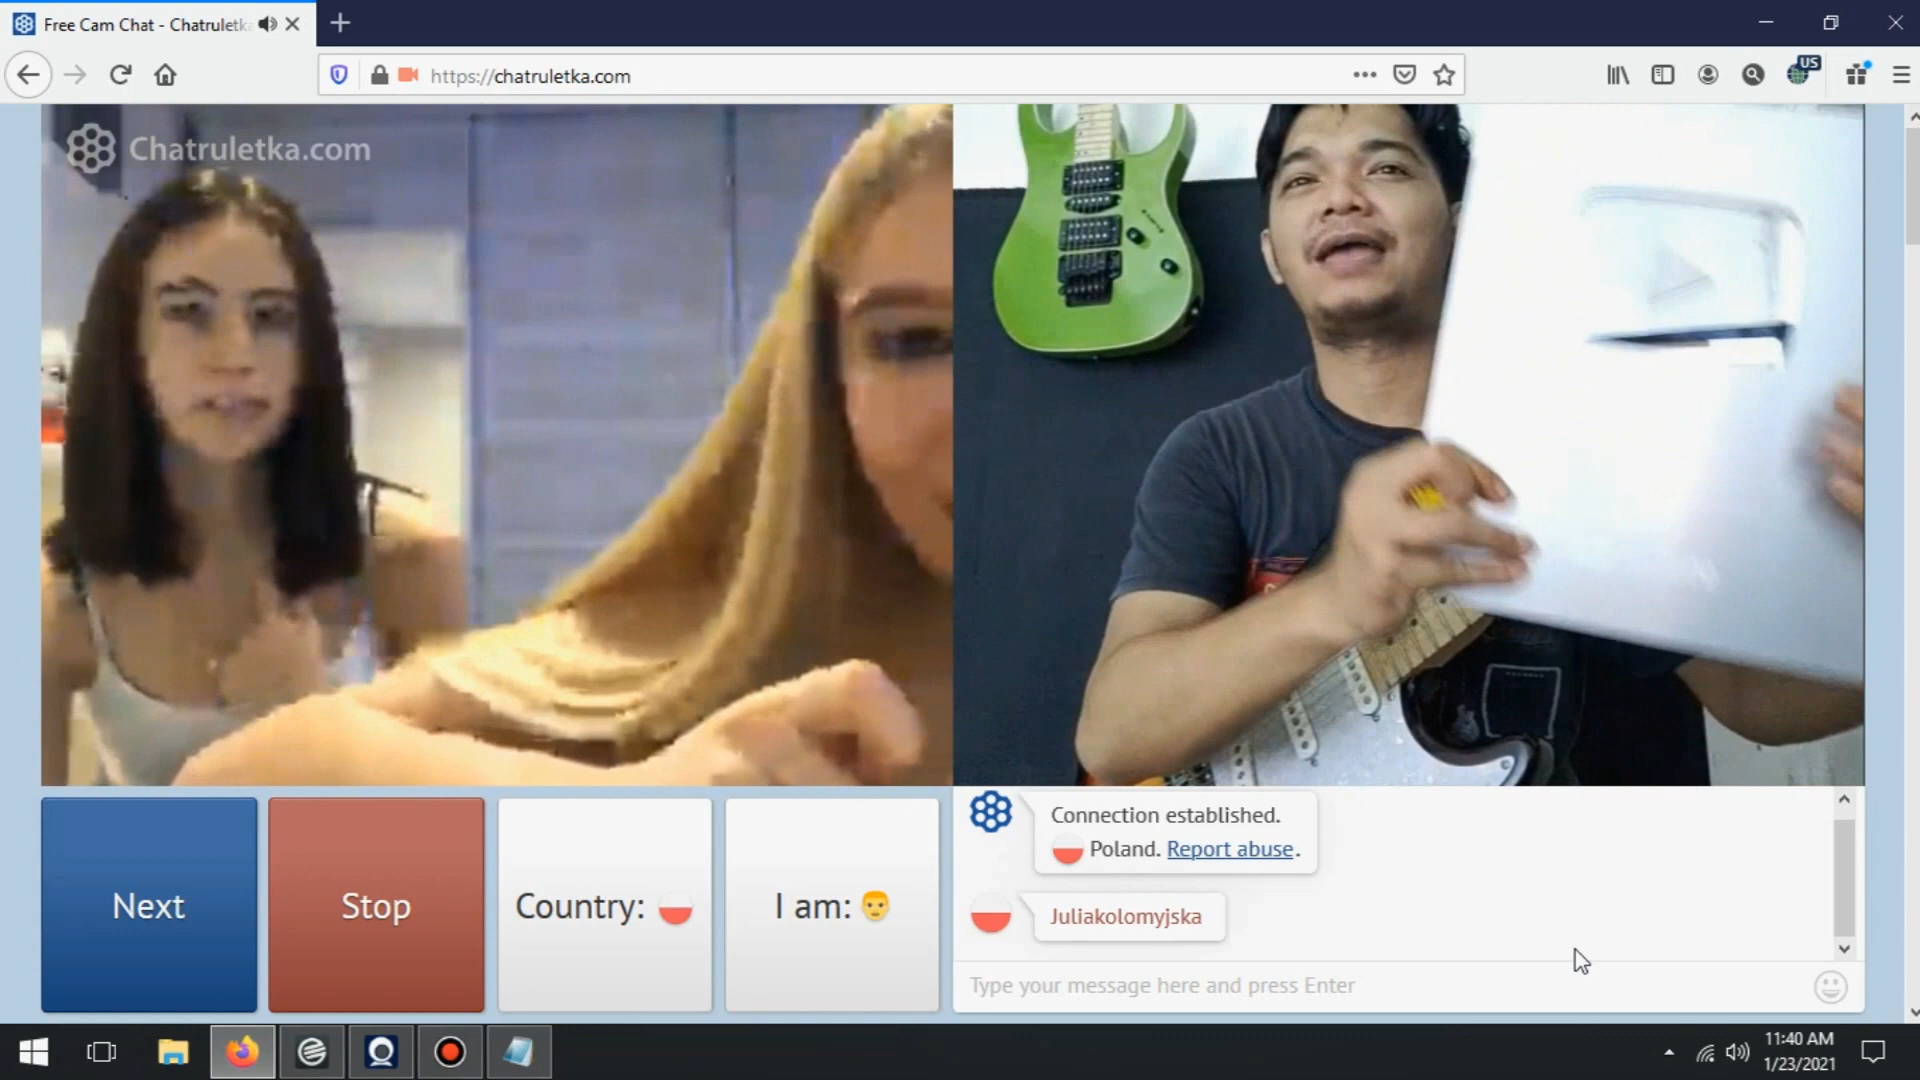 Free Cam Chat - Chatruletk
https://chatruletka.com
US
Chatruletka.com
Next
Stop
Country:
I am:
Connection established.
Poland. Report abuse.
Juliakolomyjska
Type your message here and press Enter
11:40 AM
1/23/2021